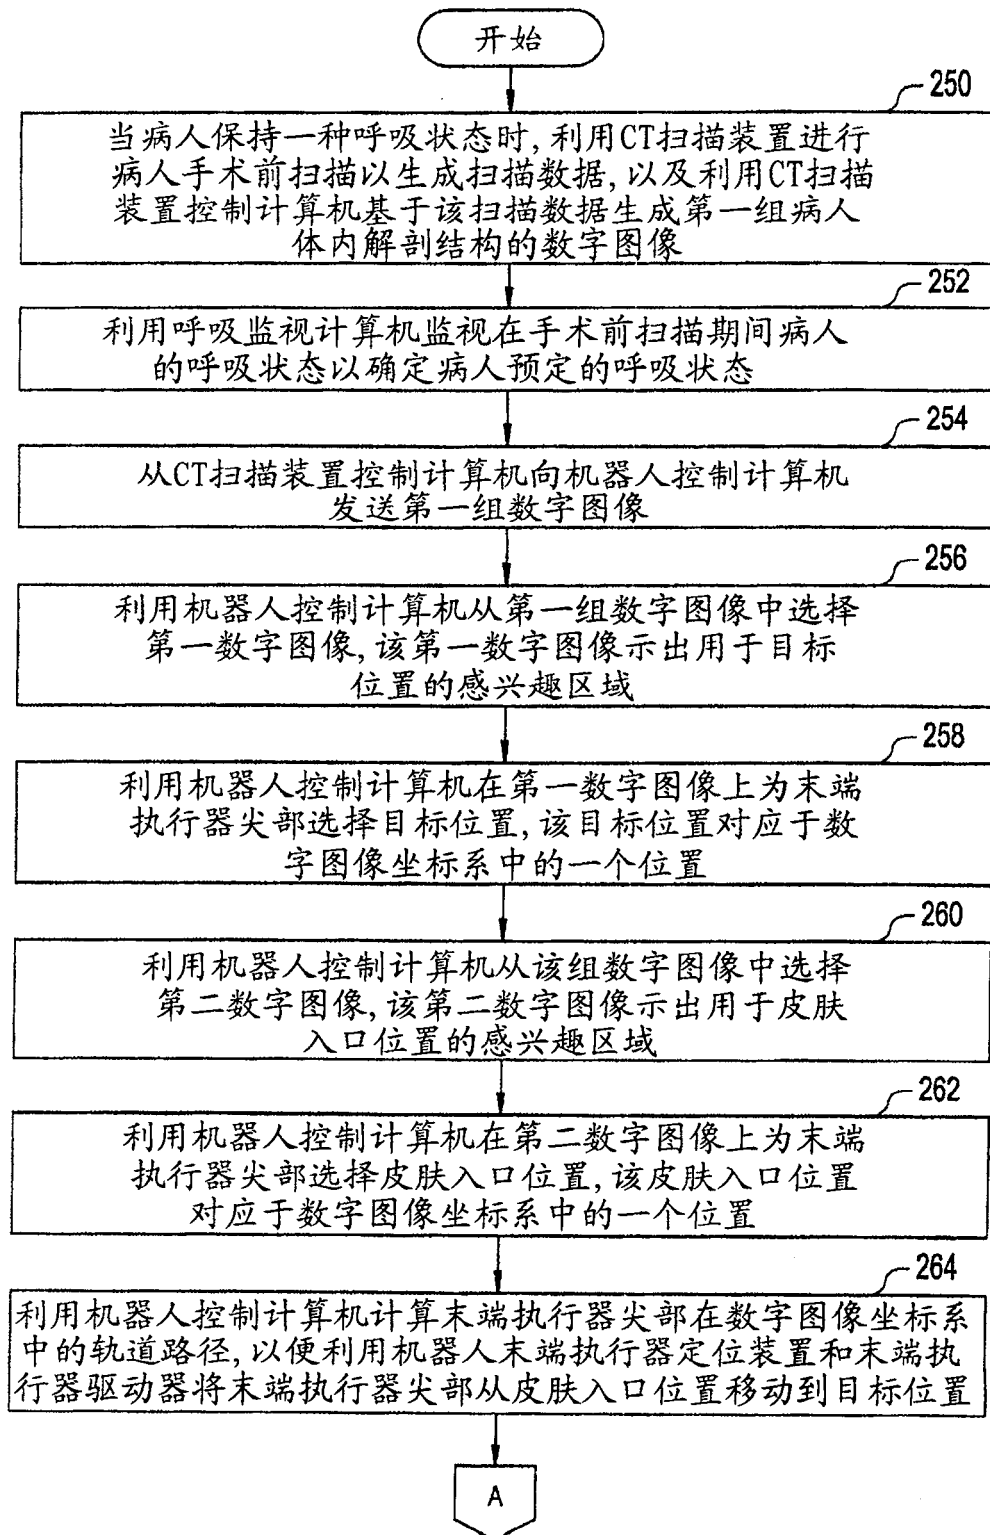 开始
250
当病人保持一种呼吸状态时,利用CT扫描装置进行
病人手术前扫描以生成扫描数据,以及利用CT扫描
装置控制计算机基于该扫描数据生成第一组病人
体内解剖结构的数字图像
252
利用呼吸监视计算机监视在手术前扫描期间病人
的呼吸状态以确定病人预定的呼吸状态
254
从CT扫描装置控制计算机向机器人控制计算机
发送第一组数字图像
256
利用机器人控制计算机从第一组数字图像中选择
第一数字图像,该第一数字图像示出用于目标
位置的感兴趣区域
258
利用机器人控制计算机在第一数字图像上为末端
执行器尖部选择目标位置,该目标位置对应于数
字图像坐标系中的一个位置
260
利用机器人控制计算机从该组数字图像中选择
第二数字图像,该第二数字图像示出用于皮肤
入口位置的感兴趣区域
262
利用机器人控制计算机在第二数字图像上为末端
执行器尖部选择皮肤入口位置,该皮肤入口位置
对应于数字图像坐标系中的一个位置
264
利用机器人控制计算机计算末端执行器尖部在数字图像坐标系
中的轨道路径,以便利用机器人末端执行器定位装置和末端执
行器驱动器将末端执行器尖部从皮肤入口位置移动到目标位置
A